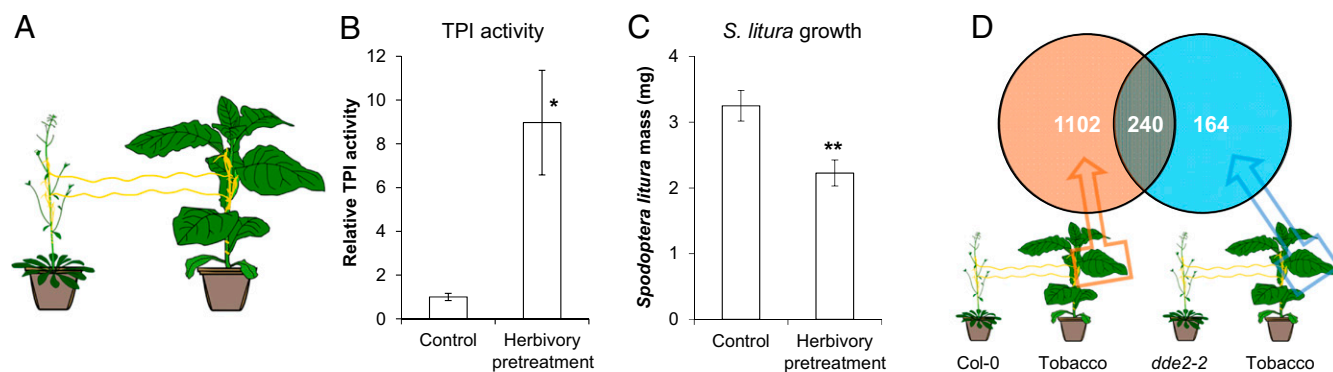 A
B
TPI activity
Relative TPI activity
12
10
8
6
4
2
0
*
Control
Herbivory
pretreatment
C
S. litura growth
Spodoptera litura mass (mg)
4
3
2
1
0
**
Control
Herbivory
pretreatment
D
1102
240
164
Col-0
Tobacco
dde2-2
Tobacco